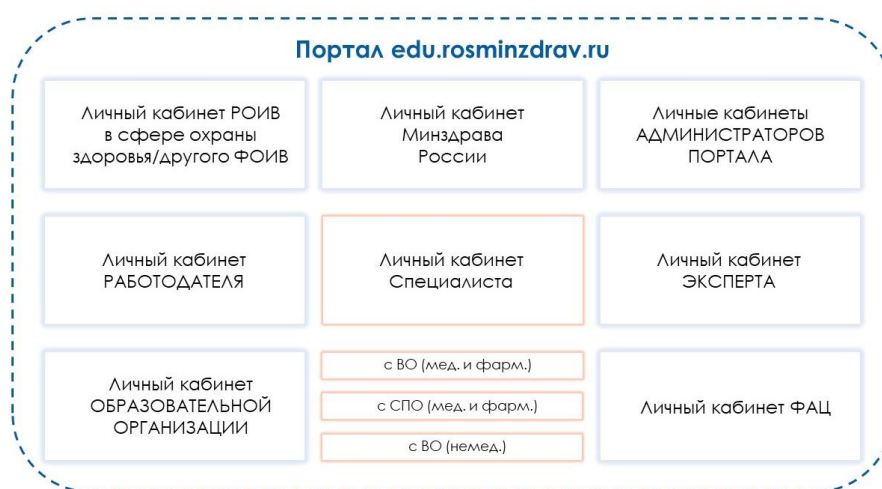 Портал edu.rosminzdrav.ru
Личный кабинет РОИВ
в сфере охраны
здоровья/другого ФОИВ
Личный кабинет
Минздрава
России
Личные кабинеты
АДМИНИСТРАТОРОВ
ПОРТАЛА
Личный кабинет
РАБОТОДАТЕЛЯ
Личный кабинет
Специалиста
Личный кабинет
ЭКСПЕРТА
Личный кабинет
ОБРАЗОВАТЕЛЬНОЙ
ОРГАНИЗАЦИИ
с ВО (мед. и фарм.)
с СПО (мед. и фарм.)
с ВО (немед.)
Личный кабинет ФАЦ